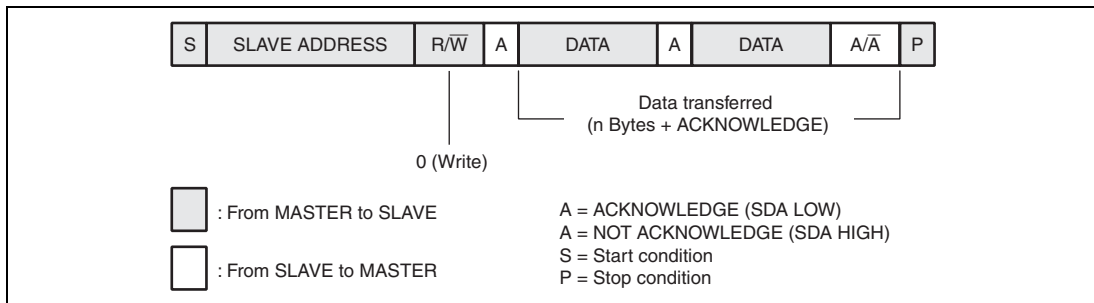 S SLAVE ADDRESS R/W̅ A DATA A DATA A/A̅ P
Data transferred
(n Bytes + ACKNOWLEDGE)
0 (Write)
: From MASTER to SLAVE
: From SLAVE to MASTER
A = ACKNOWLEDGE (SDA LOW)
A = NOT ACKNOWLEDGE (SDA HIGH)
S = Start condition
P = Stop condition